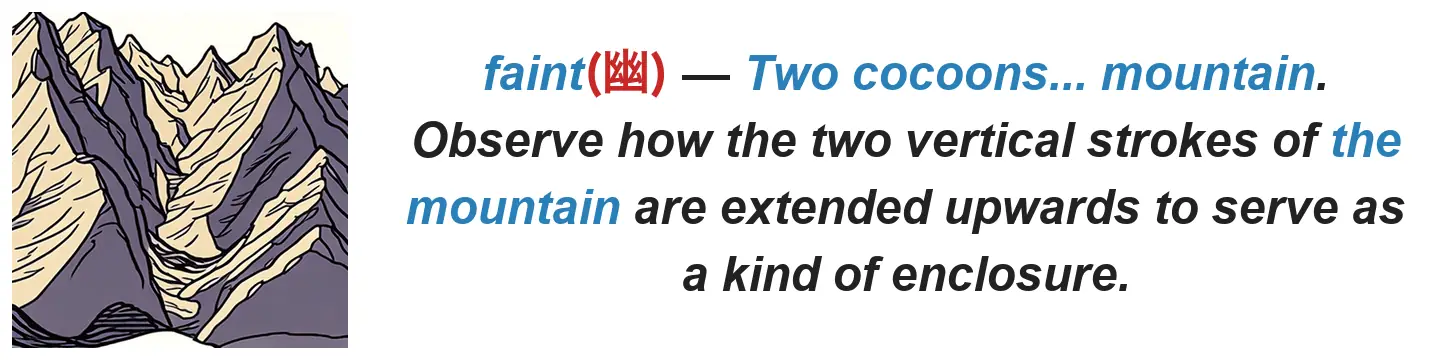 faint(幽) — Two cocoons... mountain.
Observe how the two vertical strokes of the
mountain are extended upwards to serve as
a kind of enclosure.